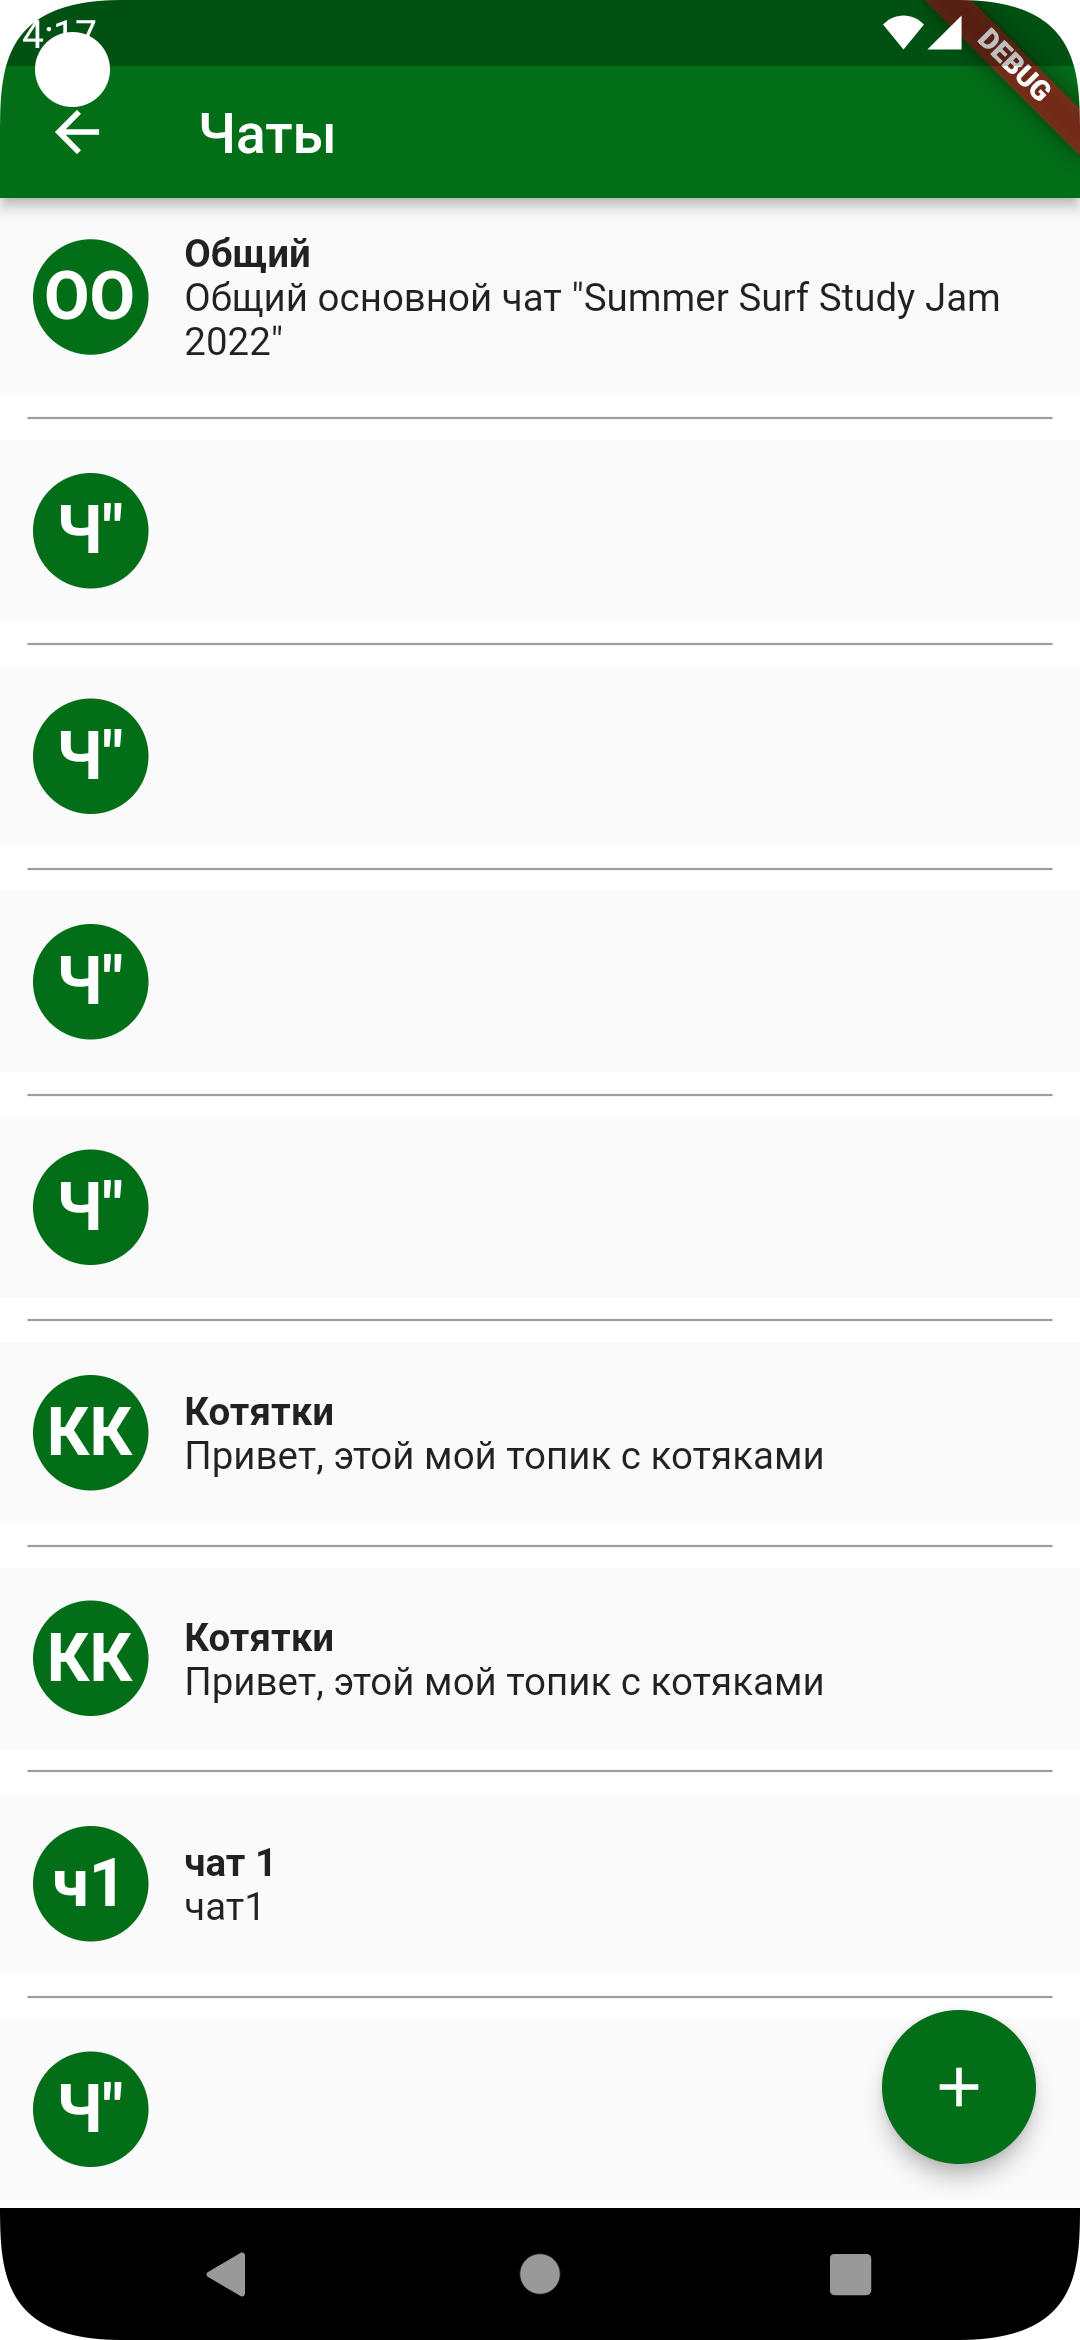 4:17
DEBUG
Чаты
ОО
Общий
Общий основной чат "Summer Surf Study Jam
2022"
Ч"
Ч"
Ч"
Ч"
КК
Котятки
Привет, этой мой топик с котяками
КК
Котятки
Привет, этой мой топик с котяками
ч1
чат 1
чат1
Ч"